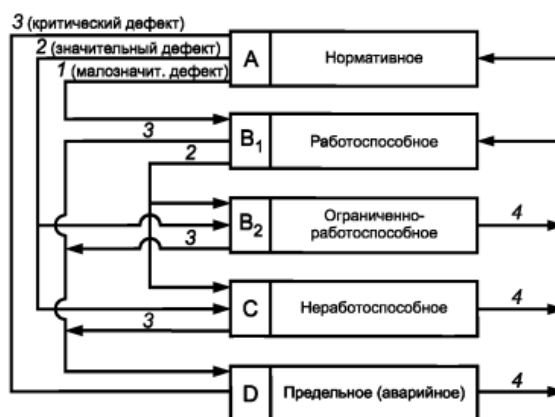 3 (критический дефект)
2 (значительный дефект)
1 (малозначит. дефект)
A Нормативное
3
2
B1 Работоспособное
B2 Ограниченно-
работоспособное
4
3
C Неработоспособное
4
3
D Предельное (аварийное)
4